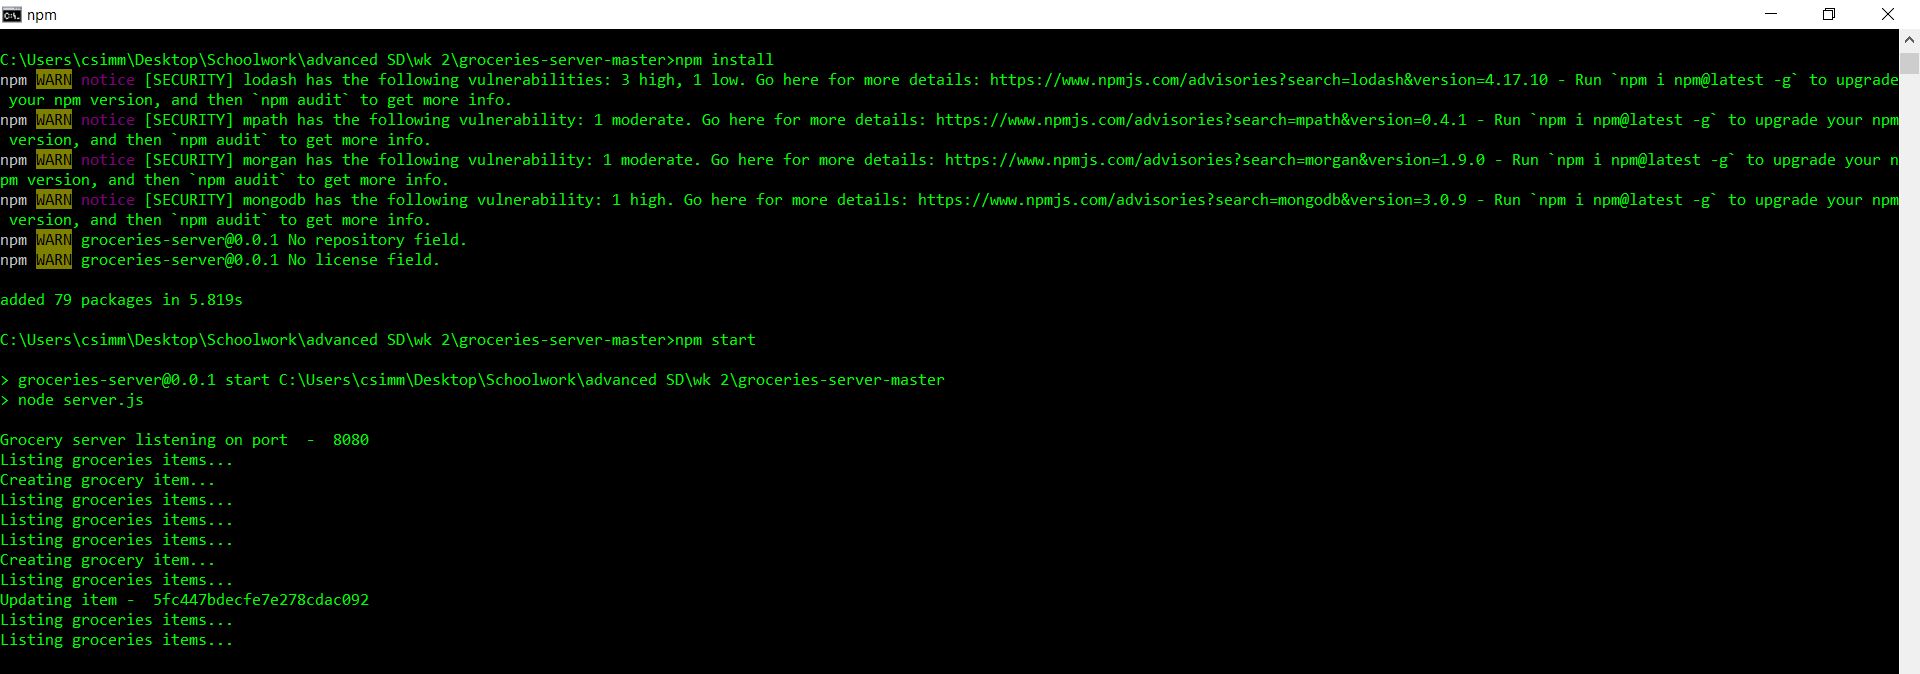 npm
C:\Users\csimm\Desktop\Schoolwork\advanced SD\wk 2\groceries-server-master>npm install
npm WARN notice [SECURITY] lodash has the following vulnerabilities: 3 high, 1 low. Go here for more details: https://www.npmjs.com/advisories?search=lodash&version=4.17.10 - Run `npm i npm@latest -g` to upgrade
 your npm version, and then `npm audit` to get more info.
npm WARN notice [SECURITY] mpath has the following vulnerability: 1 moderate. Go here for more details: https://www.npmjs.com/advisories?search=mpath&version=0.4.1 - Run `npm i npm@latest -g` to upgrade your npm
 version, and then `npm audit` to get more info.
npm WARN notice [SECURITY] morgan has the following vulnerability: 1 moderate. Go here for more details: https://www.npmjs.com/advisories?search=morgan&version=1.9.0 - Run `npm i npm@latest -g` to upgrade your n
pm version, and then `npm audit` to get more info.
npm WARN notice [SECURITY] mongodb has the following vulnerability: 1 high. Go here for more details: https://www.npmjs.com/advisories?search=mongodb&version=3.0.9 - Run `npm i npm@latest -g` to upgrade your npm
 version, and then `npm audit` to get more info.
npm WARN groceries-server@0.0.1 No repository field.
npm WARN groceries-server@0.0.1 No license field.
added 79 packages in 5.819s
C:\Users\csimm\Desktop\Schoolwork\advanced SD\wk 2\groceries-server-master>npm start
> groceries-server@0.0.1 start C:\Users\csimm\Desktop\Schoolwork\advanced SD\wk 2\groceries-server-master
> node server.js
Grocery server listening on port  -  8080
Listing groceries items...
Creating grocery item...
Listing groceries items...
Listing groceries items...
Listing groceries items...
Creating grocery item...
Listing groceries items...
Updating item -  5fc447bdecfe7e278cdac092
Listing groceries items...
Listing groceries items...